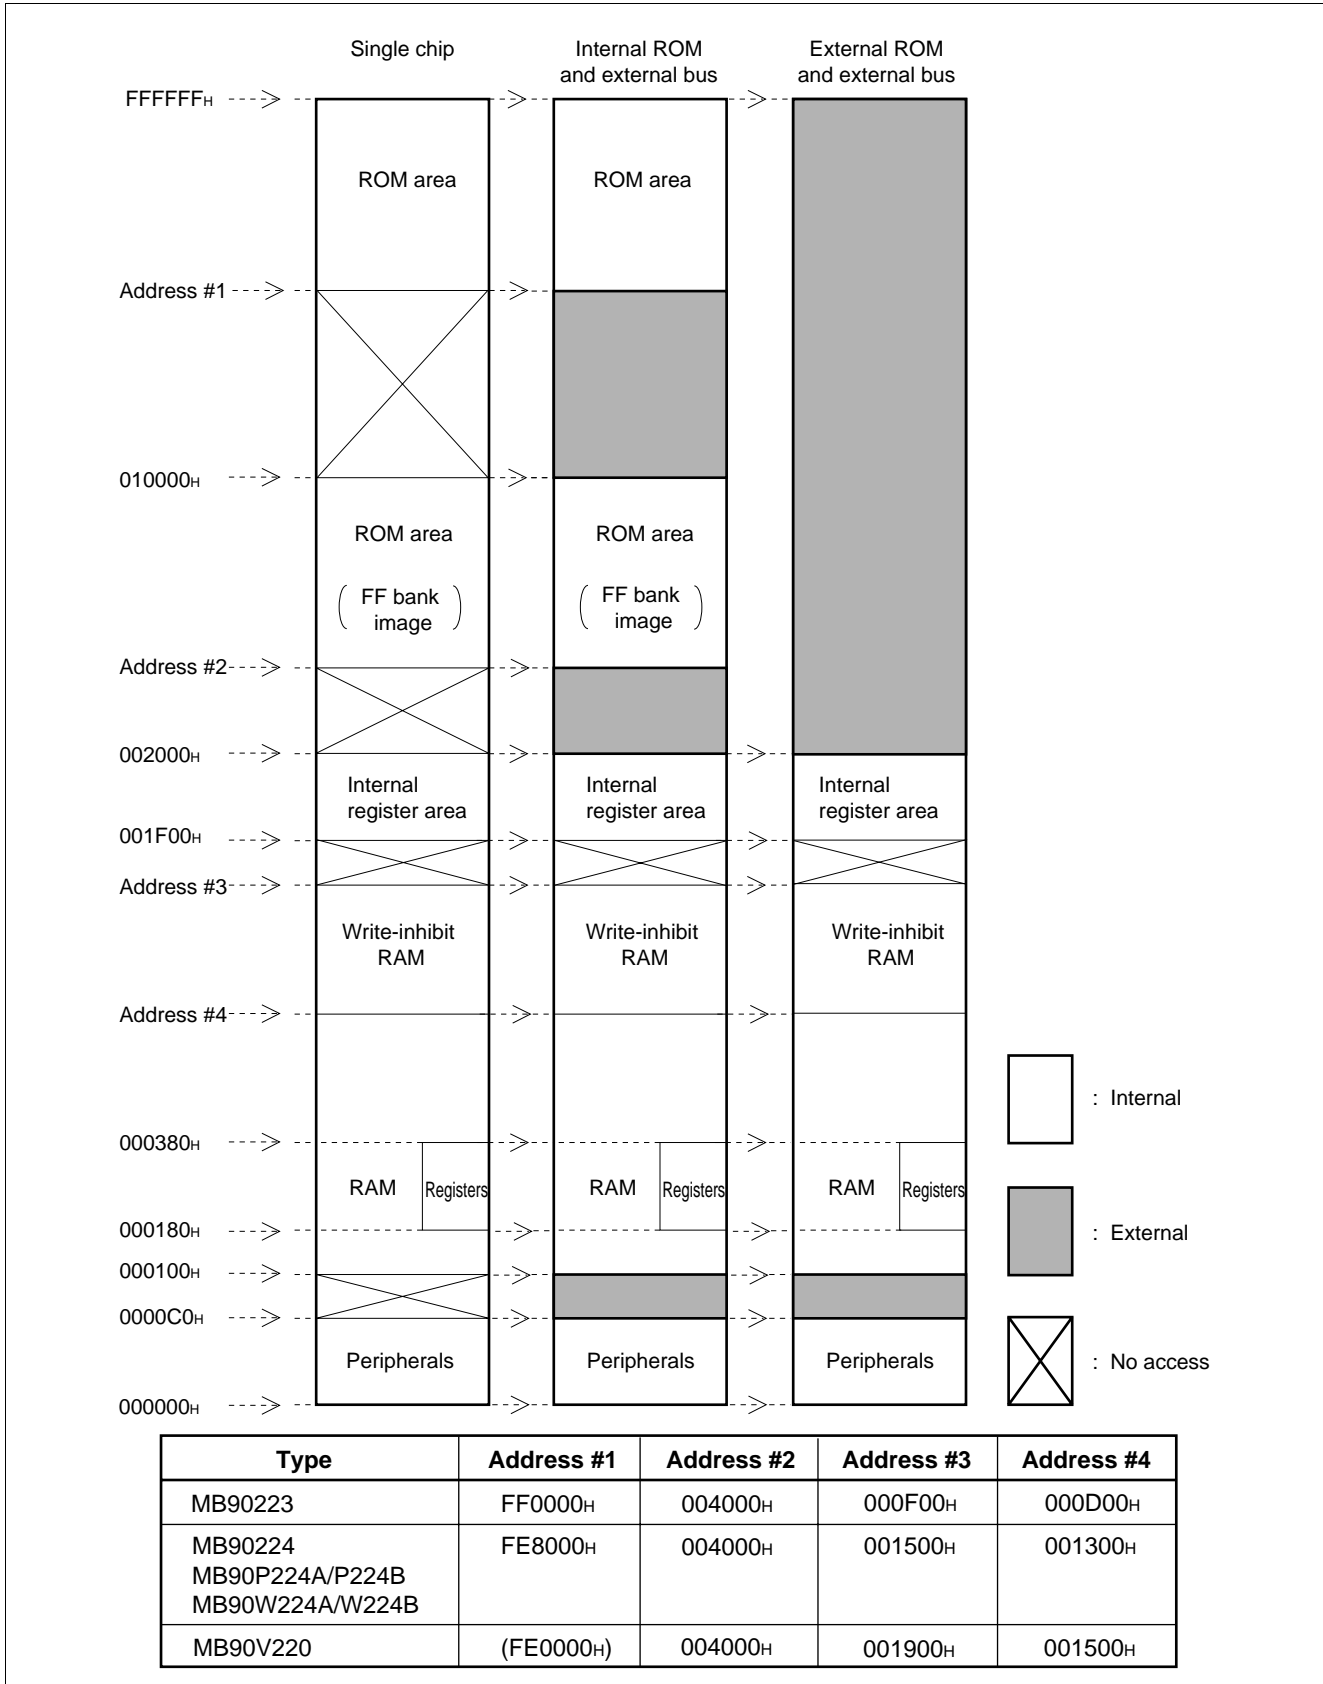 Single chip
Internal ROM
and external bus
External ROM
and external bus
FFFFFFH
ROM area
ROM area
Address #1
010000H
ROM area
ROM area
FF bank
image
FF bank
image
Address #2
002000H
Internal
register area
Internal
register area
Internal
register area
001F00H
Address #3
Write-inhibit
RAM
Write-inhibit
RAM
Write-inhibit
RAM
Address #4
: Internal
000380H
RAM Registers
RAM Registers
RAM Registers
000180H
: External
000100H
0000C0H
Peripherals
Peripherals
Peripherals
: No access
000000H
Type Address #1 Address #2 Address #3 Address #4
MB90223 FF0000H 004000H 000F00H 000D00H
MB90224 FE8000H 004000H 001500H 001300H
MB90P224A/P224B
MB90W224A/W224B
MB90V220 (FE0000H) 004000H 001900H 001500H